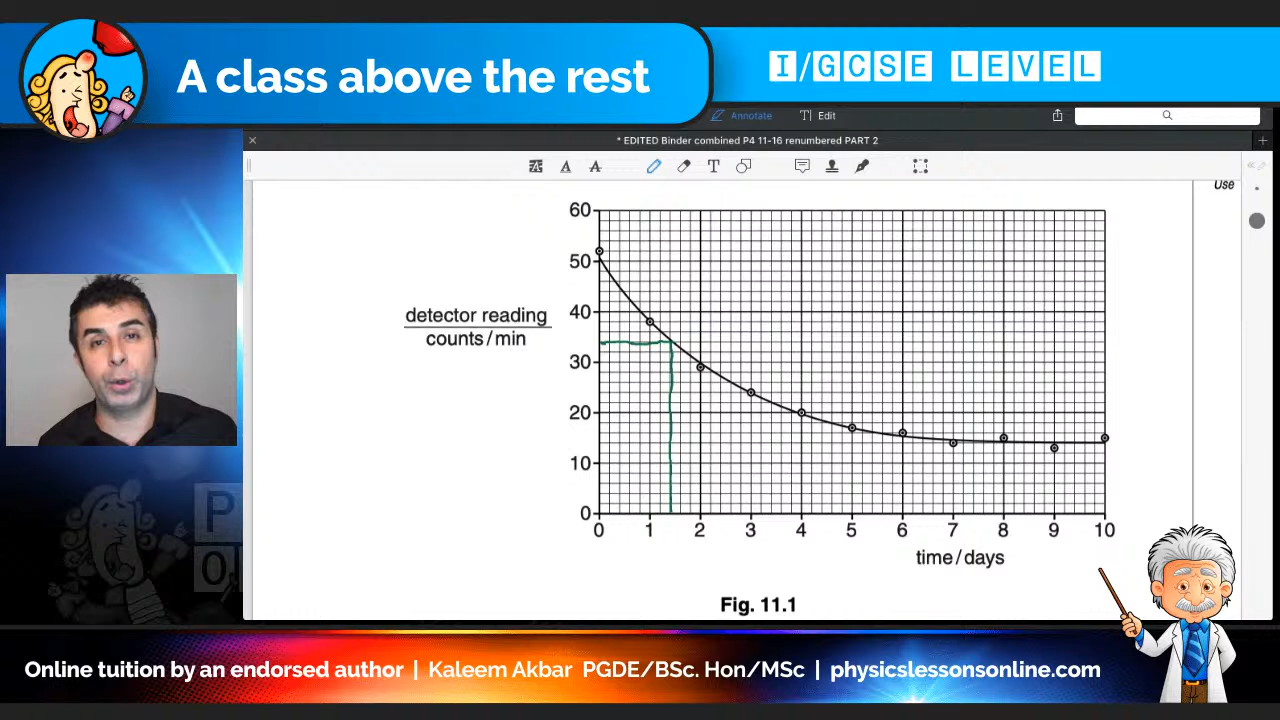 A class above the rest
I/GCSE LEVEL
Annotate
Edit
* EDITED Binder combined P4 11-16 renumbered PART 2
Use
60
50
40
30
20
10
0
detector reading
counts/min
0 1 2 3 4 5 6 7 8 9 10
time/days
Fig. 11.1
P
O
Online tuition by an endorsed author | Kaleem Akbar PGDE/BSc. Hon/MSc | physicslessonsonline.com